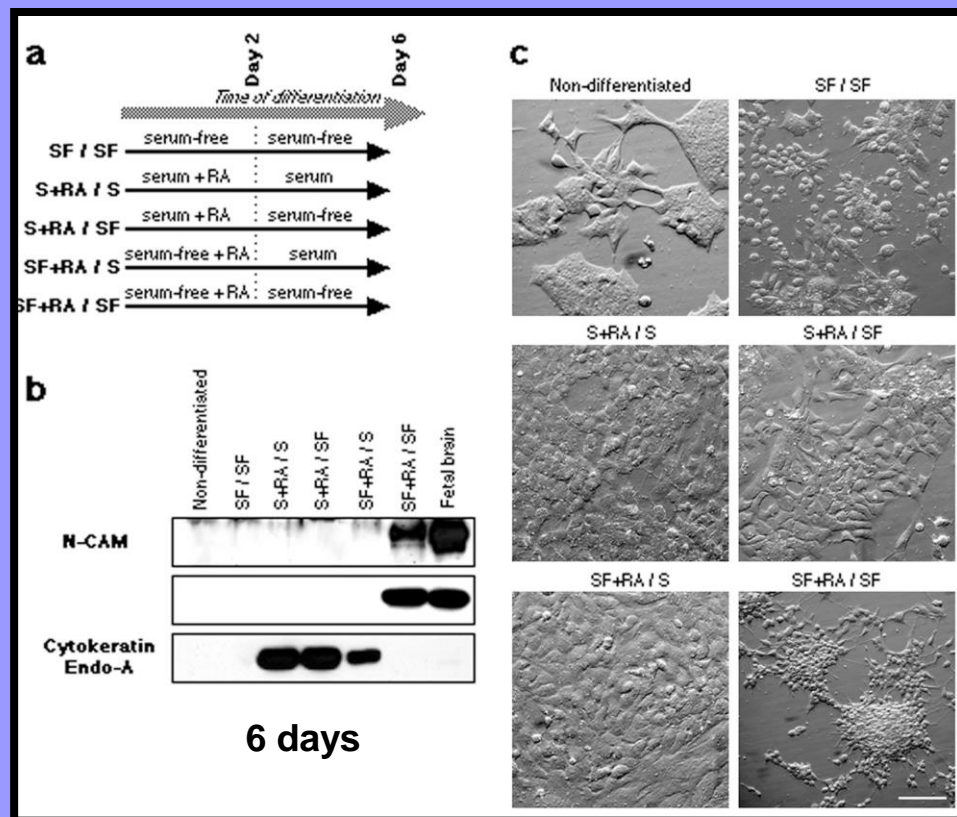 a
Day 2
Day 6
Time of differentiation
SF / SF
serum-free
serum-free
S+RA / S
serum +RA
serum
S+RA / SF
serum +RA
serum-free
SF+RA / S
serum-free +RA
serum
SF+RA / SF
serum-free +RA
serum-free
b
Non-differentiated
SF / SF
S+RA / S
S+RA / SF
SF+RA / S
SF+RA / SF
Fetal brain
N-CAM
Cytokeratin
Endo-A
6 days
c
Non-differentiated
SF / SF
S+RA / S
S+RA / SF
SF+RA / S
SF+RA / SF